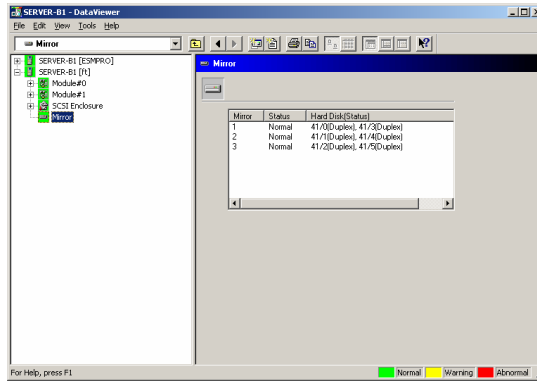 SERVER-B1 - DataViewer
File Edit View Tools Help
Mirror
SERVER-B1 [ESMPRO]
SERVER-B1 [ft]
Module#0
Module#1
SCSI Enclosure
Mirror
Mirror
Mirror Status Hard Disk(Status)
1 Normal 41/0(Duplex), 41/3(Duplex)
2 Normal 41/1(Duplex), 41/4(Duplex)
3 Normal 41/2(Duplex), 41/5(Duplex)
For Help, press F1
Normal Warning Abnormal